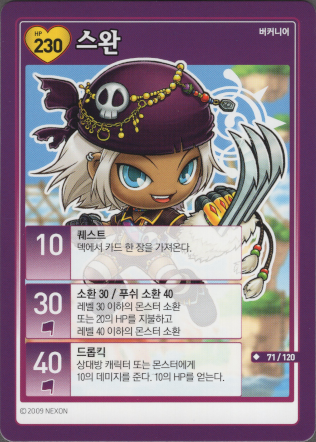 HP
230
스완
버커니어
10
퀘스트
덱에서 카드 한 장을 가져온다.
30
소환 30 / 푸쉬 소환 40
레벨 30 이하의 몬스터 소환
또는 20의 HP를 지불하고
레벨 40 이하의 몬스터 소환
71 / 120
40
드롭킥
상대방 캐릭터 또는 몬스터에게
10의 데미지를 준다. 10의 HP를 얻는다.
© 2009 NEXON